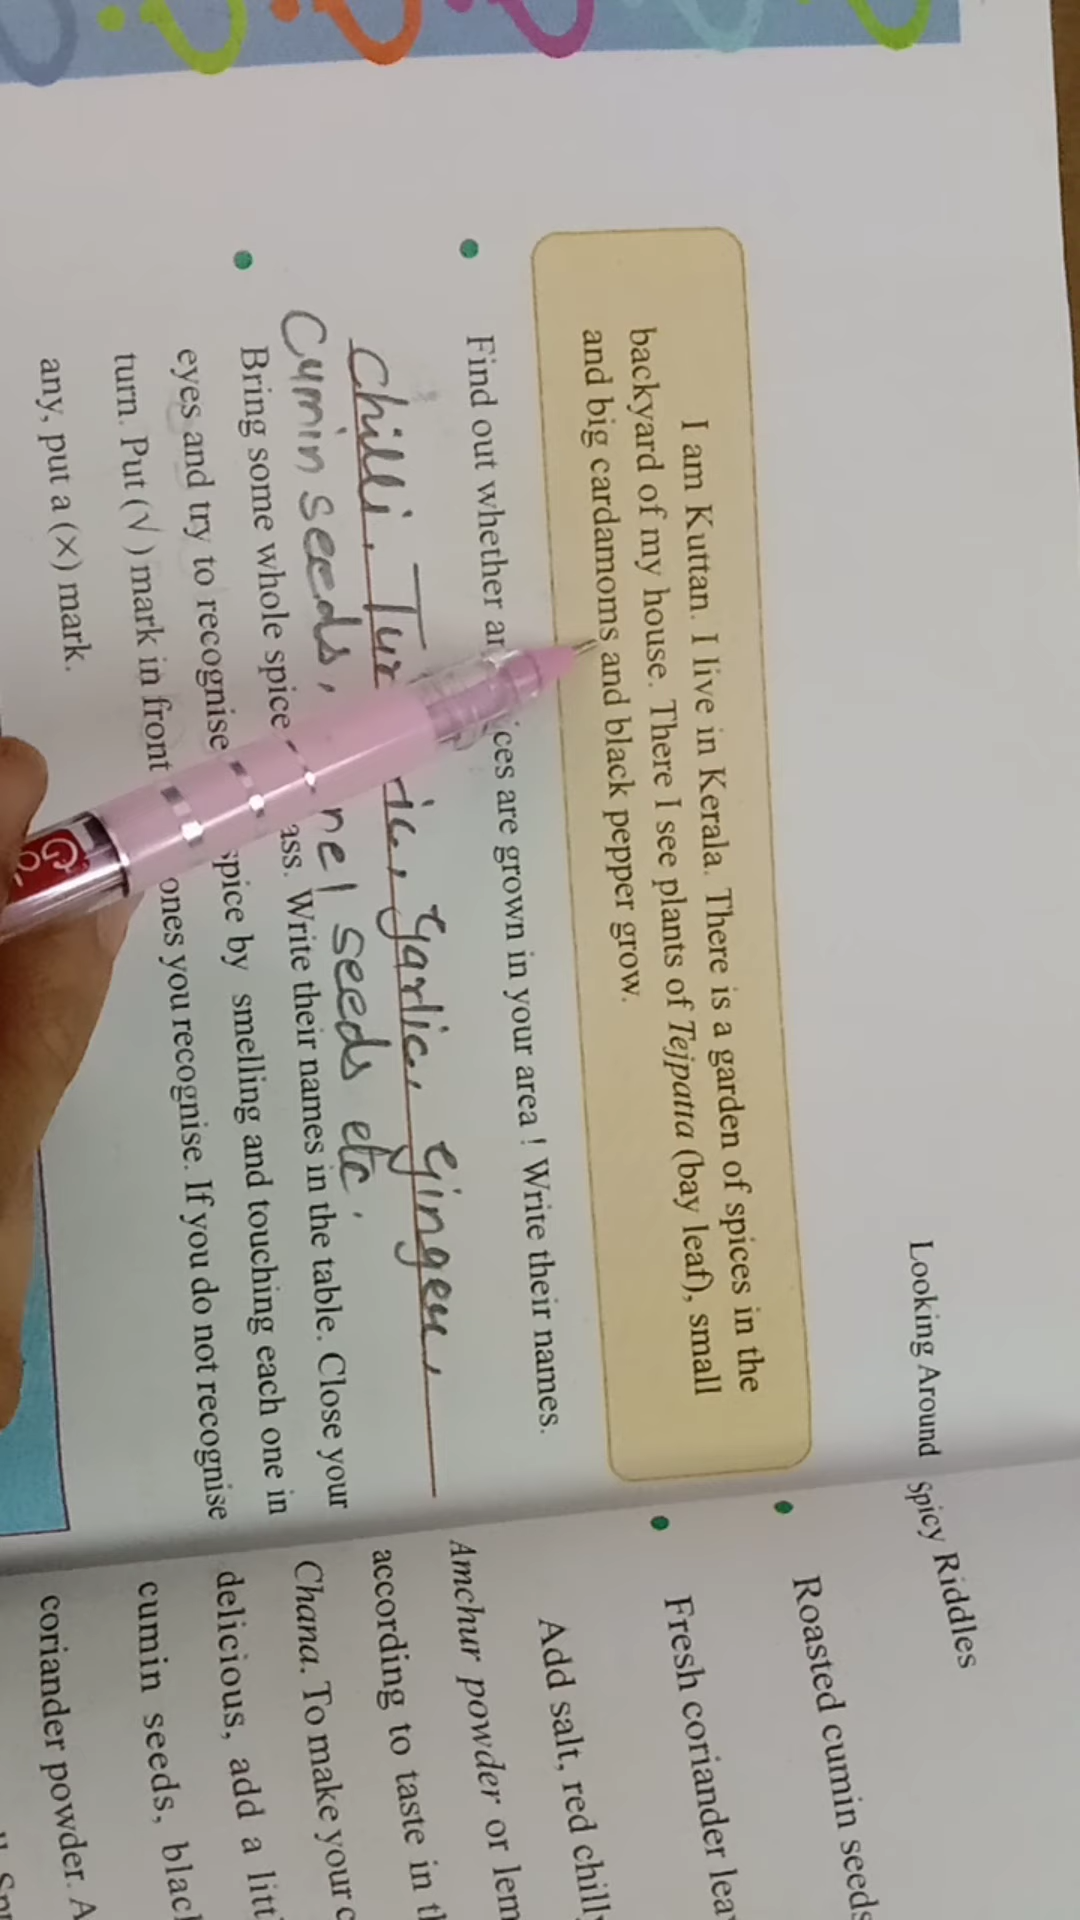 Looking Around
I am Kuttan. I live in Kerala. There is a garden of spices in the
backyard of my house. There I see plants of Tejpatta (bay leaf), small
and big cardamoms and black pepper grow.
Find out whether ices are grown in your area ! Write their names.
Chilli, Tur ic, garlic, ginger,
Cumin seeds, nel seeds etc.
Bring some whole spice ass. Write their names in the table. Close your
eyes and try to recognise spice by smelling and touching each one in
turn. Put (√) mark in front ones you recognise. If you do not recognise
any, put a (×) mark.
Spicy Riddles
Roasted cumin seeds
Fresh coriander lea
Add salt, red chilly
Amchur powder or lem
according to taste in th
Chana. To make your c
delicious, add a litt
cumin seeds, blac
coriander powder. A